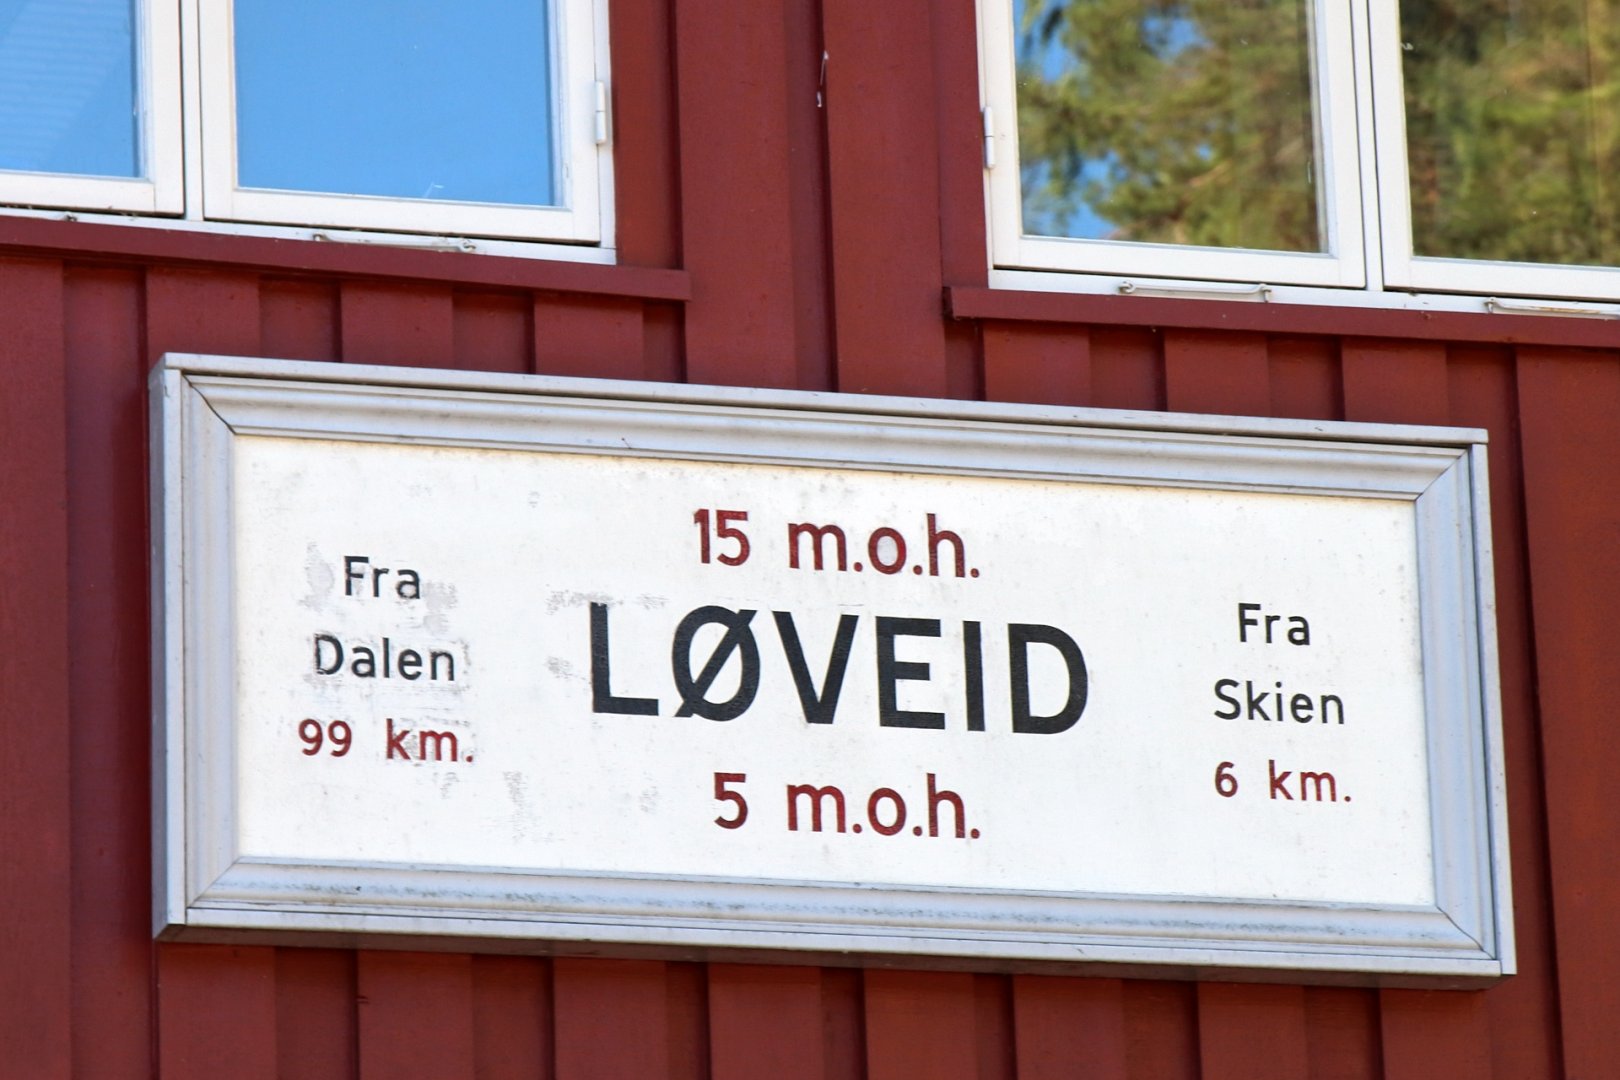 Fra
Dalen
99 km.
15 m.o.h.
LØVEID
5 m.o.h.
Fra
Skien
6 km.